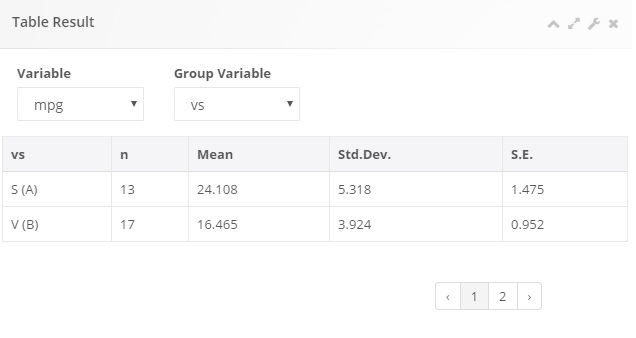 Table Result
Variable Group Variable
mpg vs
vs n Mean Std.Dev. S.E.
S (A) 13 24.108 5.318 1.475
V (B) 17 16.465 3.924 0.952
‹ 1 2 ›